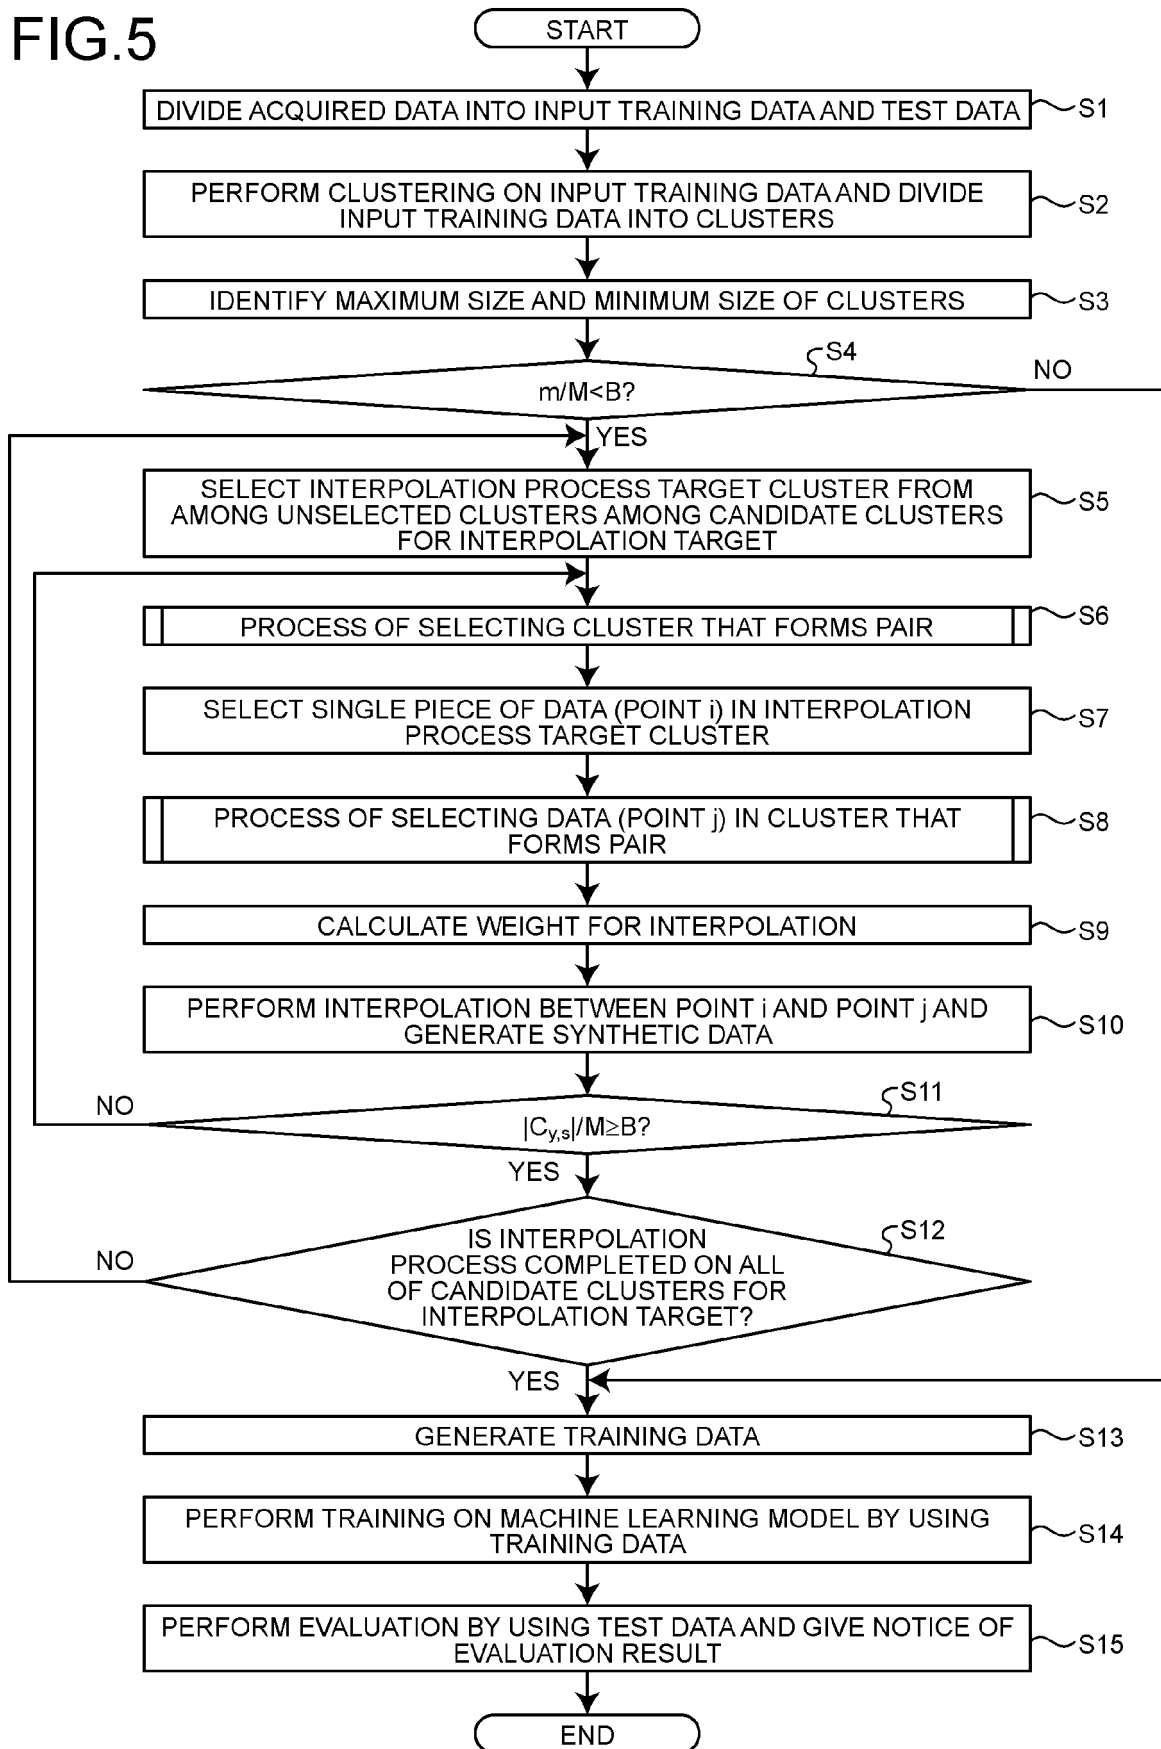 FIG.5
START
DIVIDE ACQUIRED DATA INTO INPUT TRAINING DATA AND TEST DATA
S1
PERFORM CLUSTERING ON INPUT TRAINING DATA AND DIVIDE
INPUT TRAINING DATA INTO CLUSTERS
S2
IDENTIFY MAXIMUM SIZE AND MINIMUM SIZE OF CLUSTERS
S3
S4
m/M<B?
NO
YES
SELECT INTERPOLATION PROCESS TARGET CLUSTER FROM
AMONG UNSELECTED CLUSTERS AMONG CANDIDATE CLUSTERS
FOR INTERPOLATION TARGET
S5
PROCESS OF SELECTING CLUSTER THAT FORMS PAIR
S6
SELECT SINGLE PIECE OF DATA (POINT i) IN INTERPOLATION
PROCESS TARGET CLUSTER
S7
PROCESS OF SELECTING DATA (POINT j) IN CLUSTER THAT
FORMS PAIR
S8
CALCULATE WEIGHT FOR INTERPOLATION
S9
PERFORM INTERPOLATION BETWEEN POINT i AND POINT j AND
GENERATE SYNTHETIC DATA
S10
S11
NO
|Cy,s|/M≥B?
YES
S12
NO
IS INTERPOLATION
PROCESS COMPLETED ON ALL
OF CANDIDATE CLUSTERS FOR
INTERPOLATION TARGET?
YES
GENERATE TRAINING DATA
S13
PERFORM TRAINING ON MACHINE LEARNING MODEL BY USING
TRAINING DATA
S14
PERFORM EVALUATION BY USING TEST DATA AND GIVE NOTICE OF
EVALUATION RESULT
S15
END